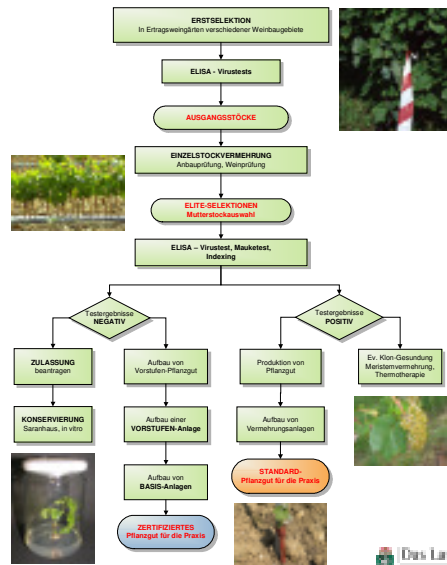 ERSTSELEKTION
In Ertragsweingärten verschiedener Weinbaugebiete
ELISA - Virustests
AUSGANGSSTÖCKE
EINZELSTOCKVERMEHRUNG
Anbauprüfung, Weinprüfung
ELITE-SELEKTIONEN
Mutterstockauswahl
ELISA – Virustest, Mauketest,
Indexing
Testergebnisse
NEGATIV
Testergebnisse
POSITIV
ZULASSUNG
beantragen
Aufbau von
Vorstufen-Pflanzgut
Produktion von
Pflanzgut
Ev. Klon-Gesundung
Meristemvermehrung,
Thermotherapie
KONSERVIERUNG
Saranhaus, in vitro
Aufbau einer
VORSTUFEN-Anlage
Aufbau von
Vermehrungsanlagen
Aufbau von
BASIS-Anlagen
STANDARD-
Pflanzgut für die Praxis
ZERTIFIZIERTES
Pflanzgut für die Praxis
Das La